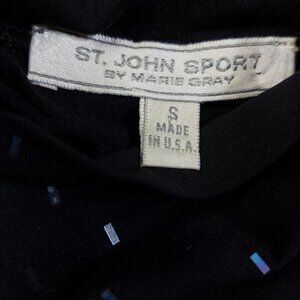 ST. JOHN SPORT
BY MARIE GRAY
S
MADE
IN U.S.A.